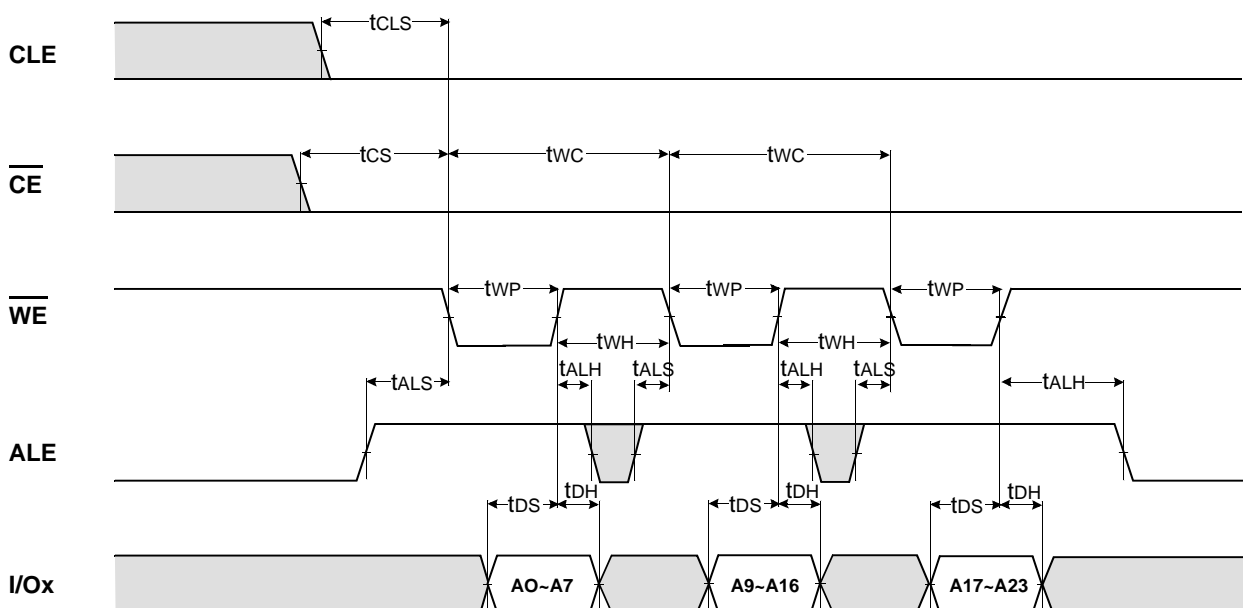 tCLS
CLE
tCS
tWC
tWC
CE
tWP
tWP
tWP
WE
tWH
tWH
tALH
tALS
tALH
tALS
tALS
tALH
ALE
tDS
tDH
tDS
tDH
tDS
tDH
I/Ox
AO~A7
A9~A16
A17~A23